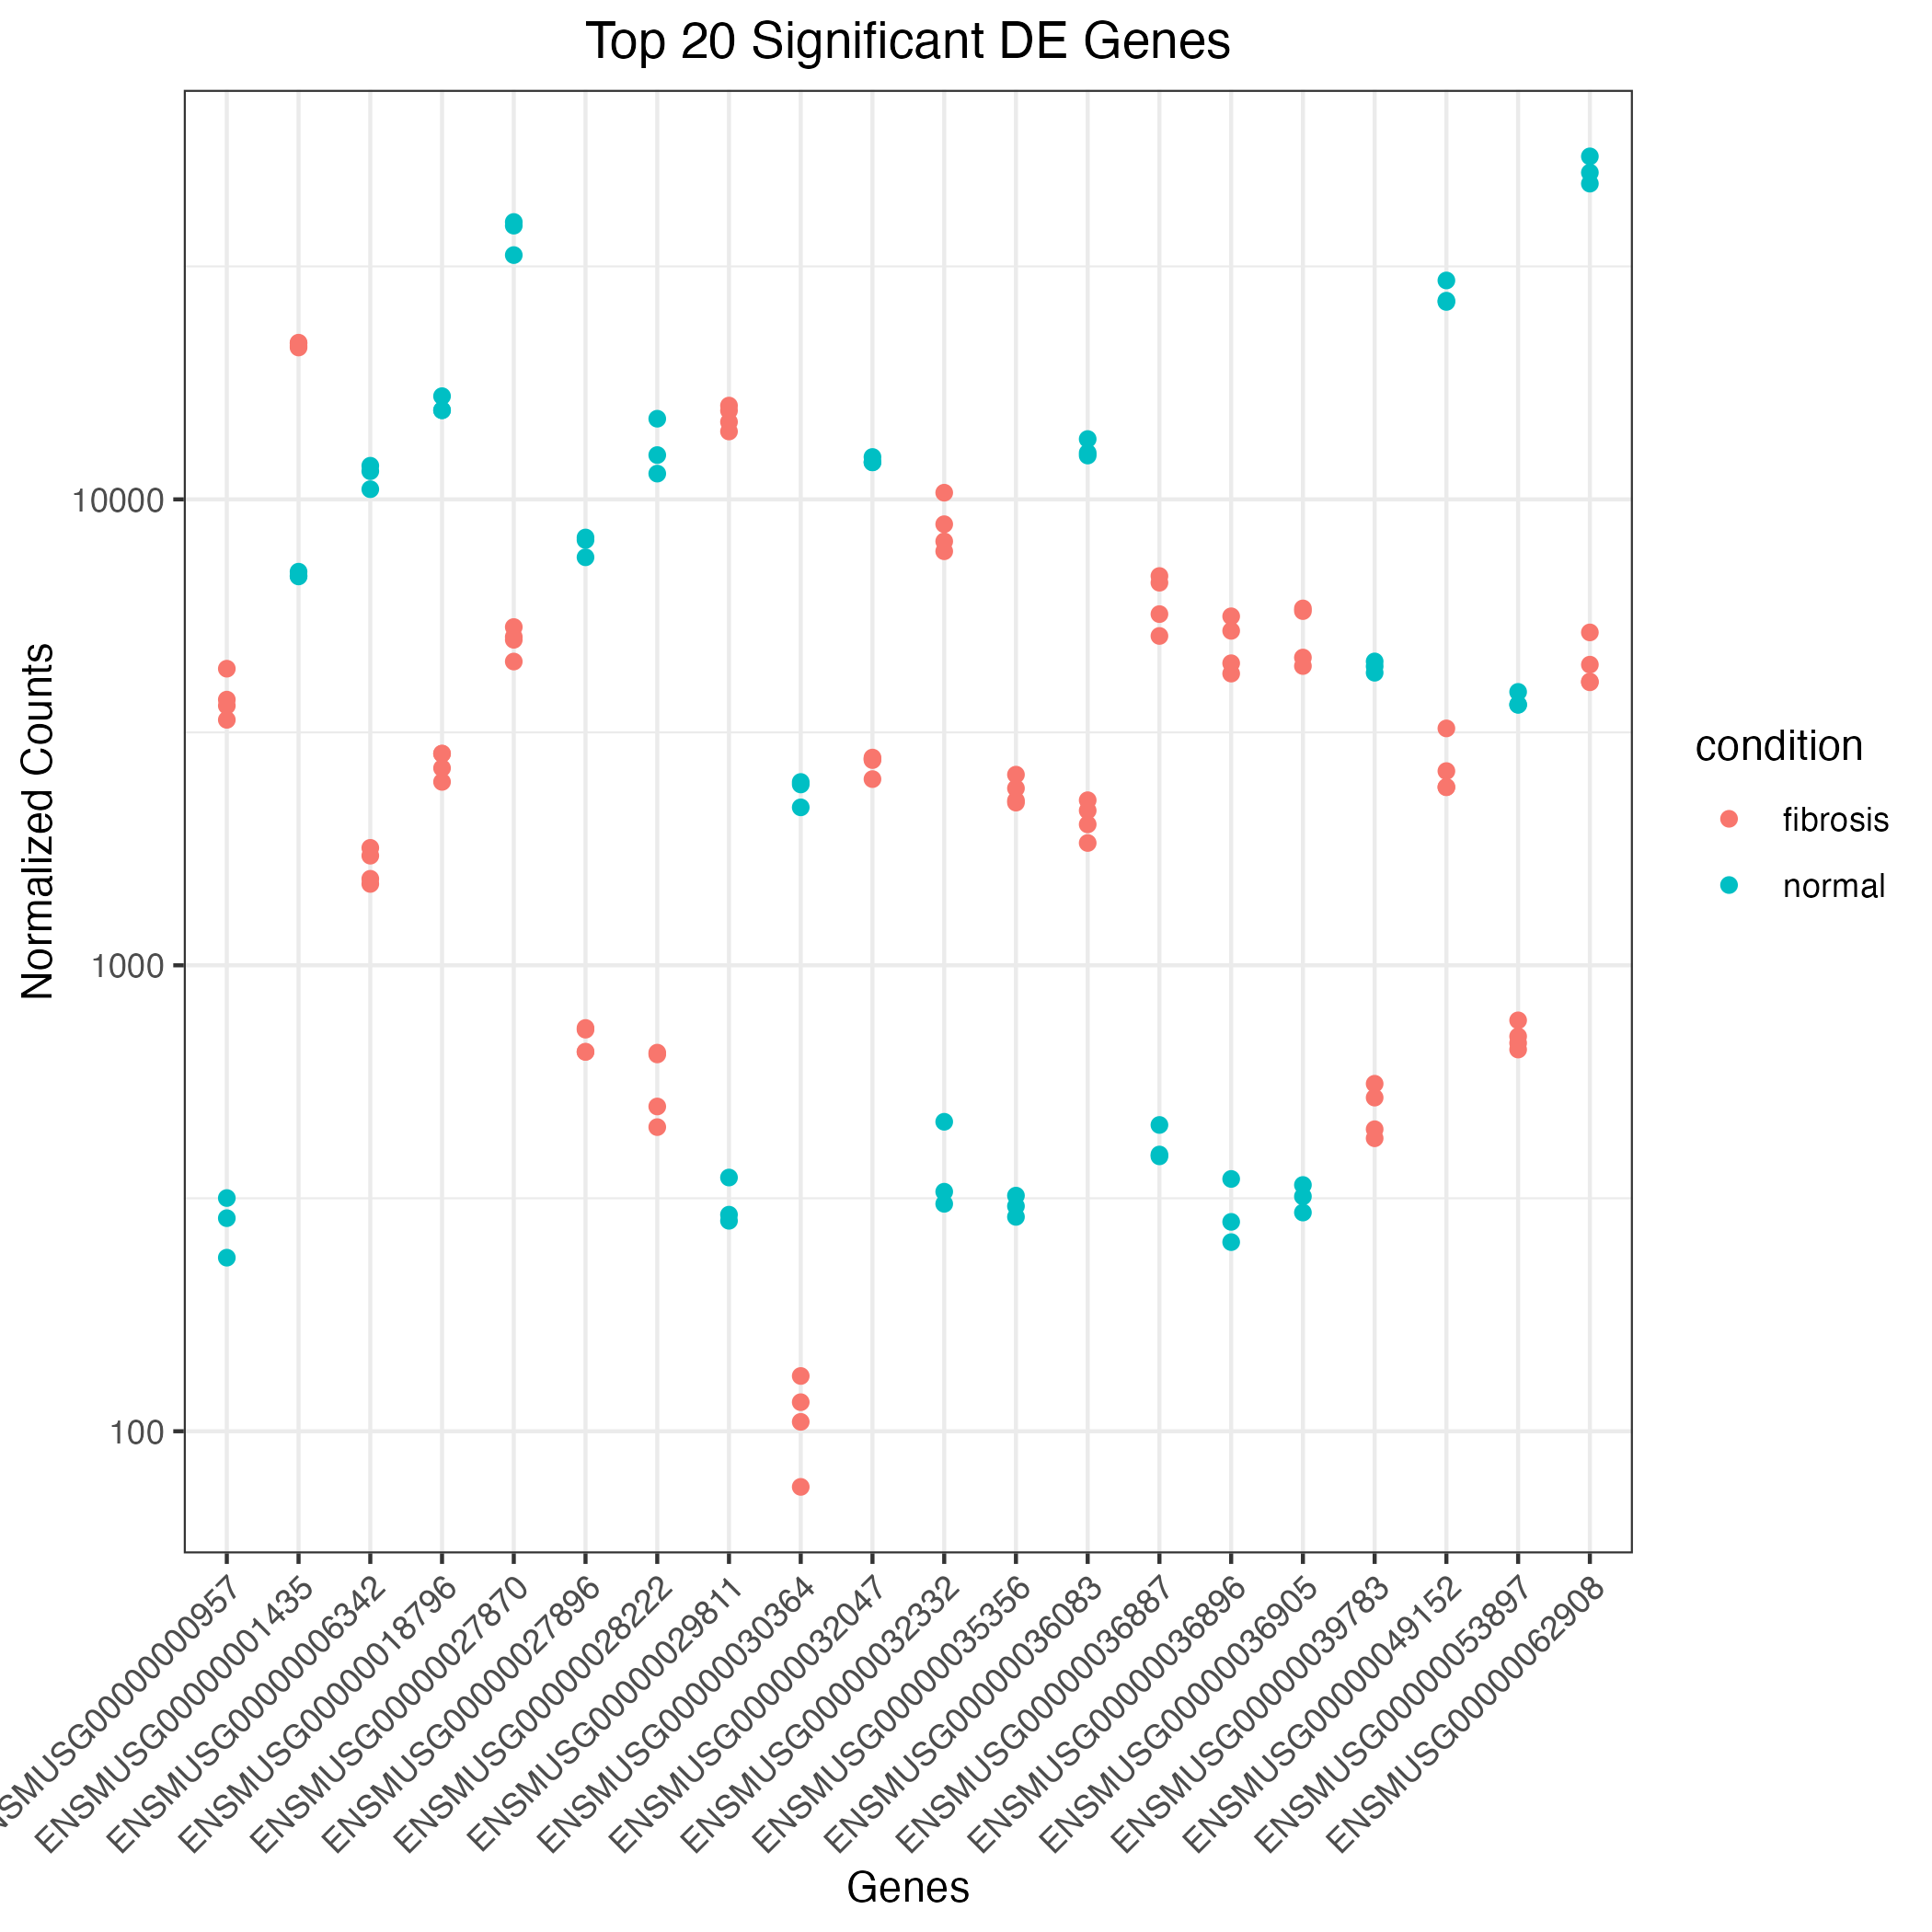 Top 20 Significant DE Genes
Normalized Counts
10000
1000
100
condition
fibrosis
normal
ENSMUSG00000001435
ENSMUSG00000006342
ENSMUSG00000018796
ENSMUSG00000027870
ENSMUSG00000027896
ENSMUSG00000028222
ENSMUSG00000029811
ENSMUSG00000030364
ENSMUSG00000032047
ENSMUSG00000032332
ENSMUSG00000035356
ENSMUSG00000036083
ENSMUSG00000036887
ENSMUSG00000036896
ENSMUSG00000036905
ENSMUSG00000039783
ENSMUSG00000049152
ENSMUSG00000053897
ENSMUSG00000062908
Genes